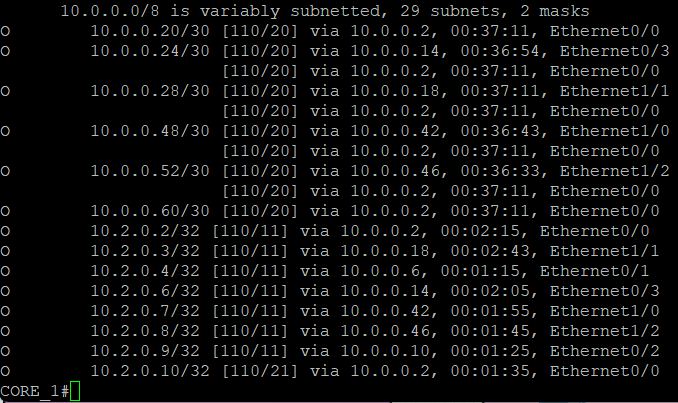 10.0.0.0/8 is variably subnetted, 29 subnets, 2 masks
O 10.0.0.20/30 [110/20] via 10.0.0.2, 00:37:11, Ethernet0/0
O 10.0.0.24/30 [110/20] via 10.0.0.14, 00:36:54, Ethernet0/3
[110/20] via 10.0.0.2, 00:37:11, Ethernet0/0
O 10.0.0.28/30 [110/20] via 10.0.0.18, 00:37:11, Ethernet1/1
[110/20] via 10.0.0.2, 00:37:11, Ethernet0/0
O 10.0.0.48/30 [110/20] via 10.0.0.42, 00:36:43, Ethernet1/0
[110/20] via 10.0.0.2, 00:37:11, Ethernet0/0
O 10.0.0.52/30 [110/20] via 10.0.0.46, 00:36:33, Ethernet1/2
[110/20] via 10.0.0.2, 00:37:11, Ethernet0/0
O 10.0.0.60/30 [110/20] via 10.0.0.2, 00:37:11, Ethernet0/0
O 10.2.0.2/32 [110/11] via 10.0.0.2, 00:02:15, Ethernet0/0
O 10.2.0.3/32 [110/11] via 10.0.0.18, 00:02:43, Ethernet1/1
O 10.2.0.4/32 [110/11] via 10.0.0.6, 00:01:15, Ethernet0/1
O 10.2.0.6/32 [110/11] via 10.0.0.14, 00:02:05, Ethernet0/3
O 10.2.0.7/32 [110/11] via 10.0.0.42, 00:01:55, Ethernet1/0
O 10.2.0.8/32 [110/11] via 10.0.0.46, 00:01:45, Ethernet1/2
O 10.2.0.9/32 [110/11] via 10.0.0.10, 00:01:25, Ethernet0/2
O 10.2.0.10/32 [110/21] via 10.0.0.2, 00:01:35, Ethernet0/0
CORE_1#